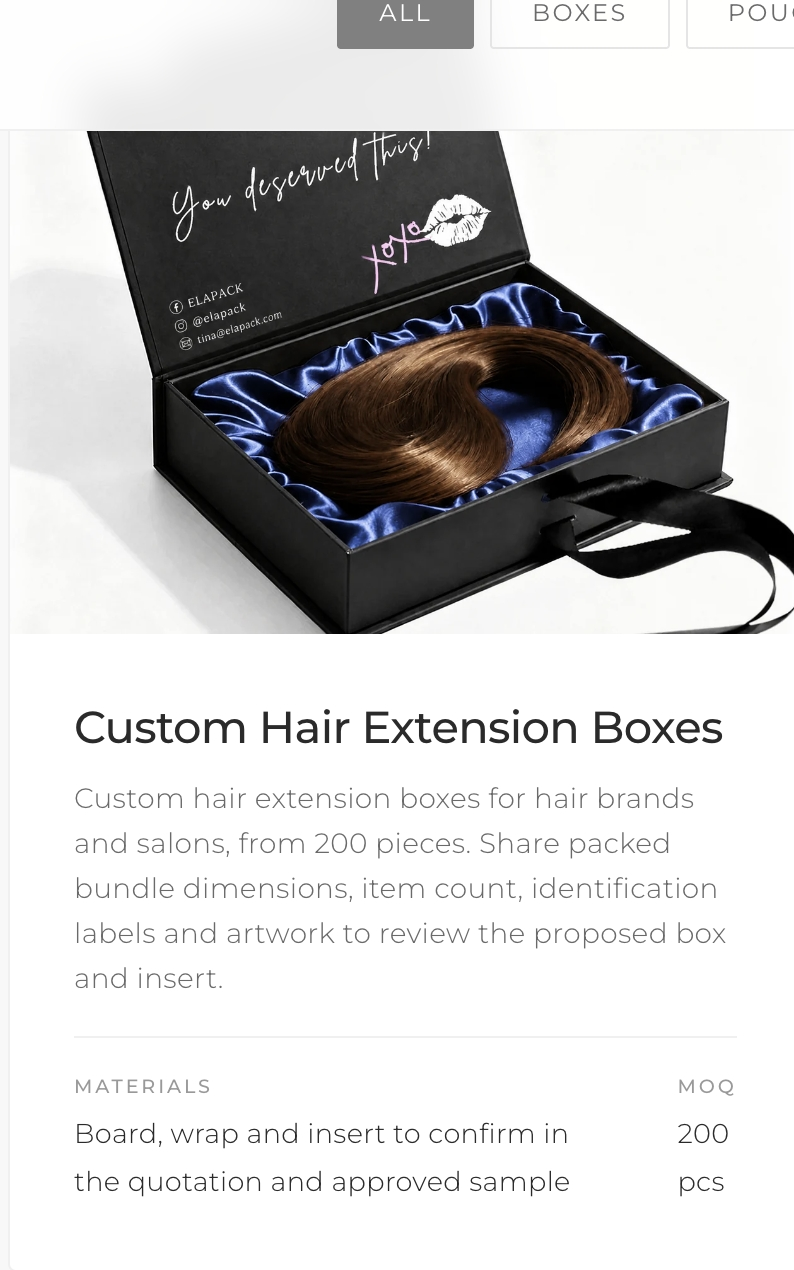 ALL
BOXES
You deserved this!
xoxo
ELAPACK
@elapack
tina@elapack.com
Custom Hair Extension Boxes
Custom hair extension boxes for hair brands
and salons, from 200 pieces. Share packed
bundle dimensions, item count, identification
labels and artwork to review the proposed box
and insert.
MATERIALS
MOQ
Board, wrap and insert to confirm in
the quotation and approved sample
200
pcs